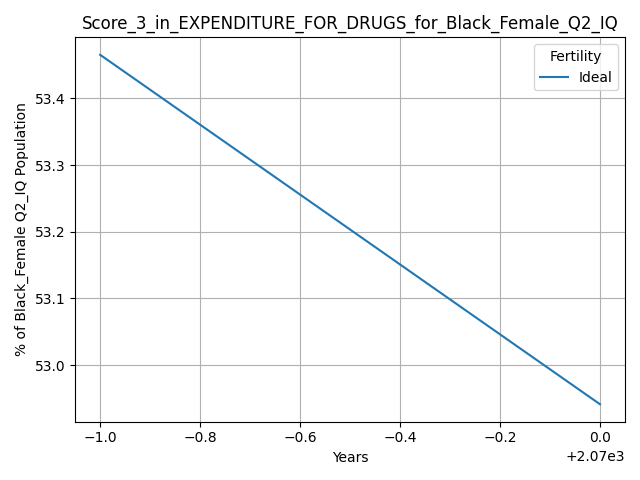 Score_3_in_EXPENDITURE_FOR_DRUGS_for_Black_Female_Q2_IQ
Fertility
Ideal
% of Black_Female Q2_IQ Population
53.4
53.3
53.2
53.1
53.0
−1.0 −0.8 −0.6 −0.4 −0.2 0.0
+2.07e3
Years